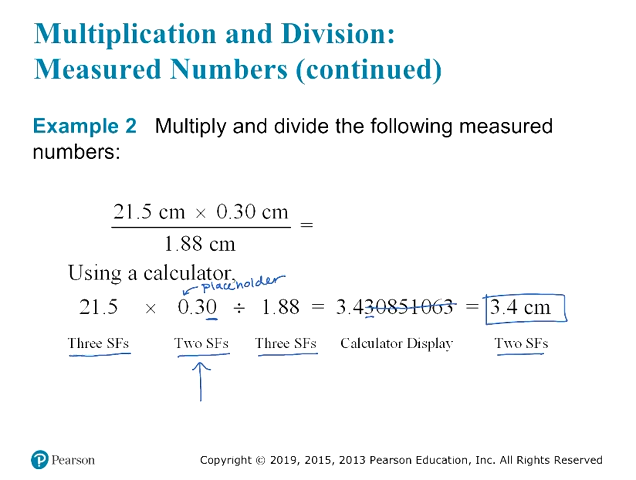 Multiplication and Division:
Measured Numbers (continued)
Example 2 Multiply and divide the following measured
numbers:
21.5 cm × 0.30 cm
=
1.88 cm
Using a calculator,
placeholder
21.5 × 0.30 ÷ 1.88 = 3.430851063 = 3.4 cm
Three SFs Two SFs Three SFs Calculator Display Two SFs
P Pearson
Copyright © 2019, 2015, 2013 Pearson Education, Inc. All Rights Reserved